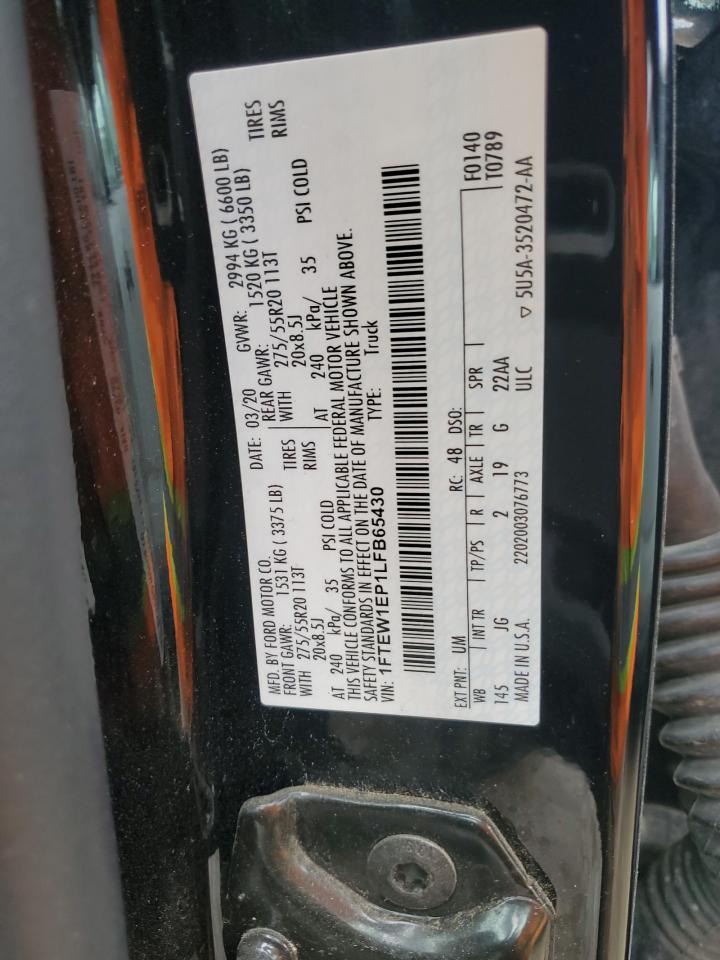 MFD. BY FORD MOTOR CO.
DATE: 03/20 GVWR: 2994 KG ( 6600 LB)
FRONT GAWR: 1531 KG ( 3375 LB) REAR GAWR: 1520 KG ( 3350 LB)
WITH 275/55R20 113T TIRES WITH 275/55R20 113T TIRES
20x8.5J RIMS 20x8.5J RIMS
AT 240 kPa/ 35 PSI COLD AT 240 kPa/ 35 PSI COLD
THIS VEHICLE CONFORMS TO ALL APPLICABLE FEDERAL MOTOR VEHICLE
SAFETY STANDARDS IN EFFECT ON THE DATE OF MANUFACTURE SHOWN ABOVE.
VIN: 1FTEW1EP1LFB65430 TYPE: Truck
F0140
T0789
EXT PNT: UM RC: 48 DSO:
WB INT TR TP/PS R AXLE TR SPR
145 JG 2 19 G 22AA
ULC
MADE IN U.S.A. 2202003076773 ▽ 5U5A-3520472-AA